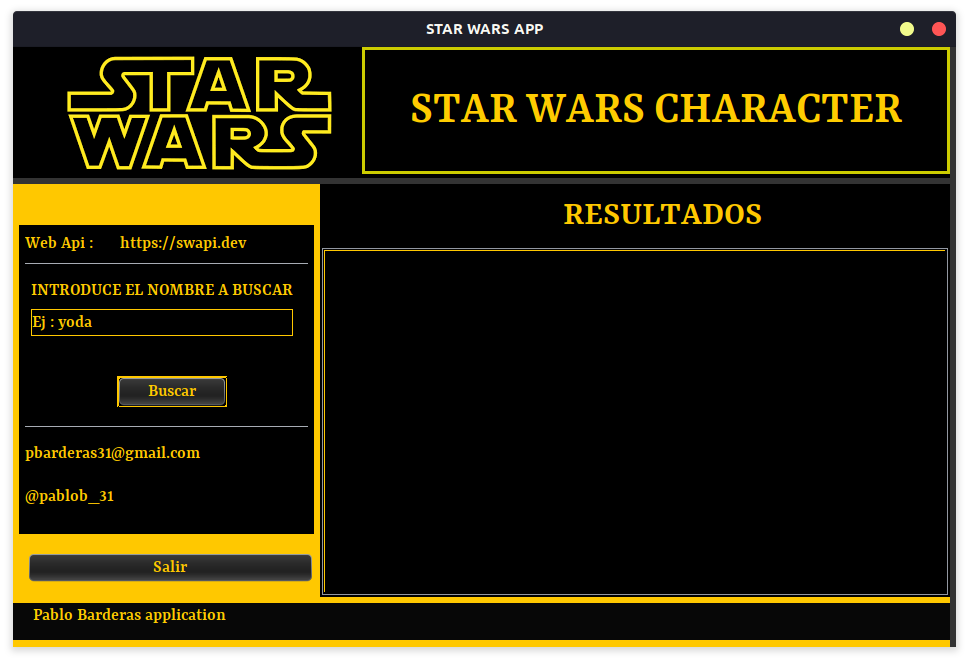 STAR WARS APP
STAR
WARS
STAR WARS CHARACTER
RESULTADOS
Web Api : https://swapi.dev
INTRODUCE EL NOMBRE A BUSCAR
Ej : yoda
Buscar
pbarderas31@gmail.com
@pablob_31
Salir
Pablo Barderas application